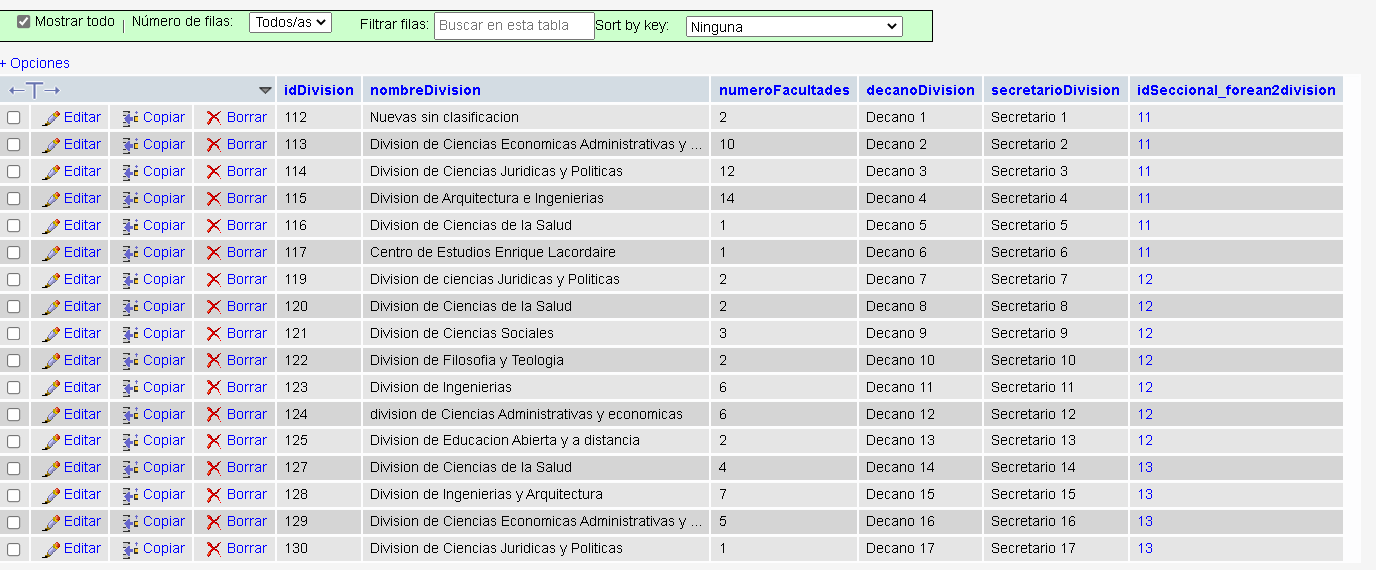 Mostrar todo | Número de filas: Todos/as Filtrar filas: Buscar en esta tabla Sort by key: Ninguna
+ Opciones
←T→ idDivision nombreDivision numeroFacultades decanoDivision secretarioDivision idSeccional_forean2division
Editar Copiar Borrar 112 Nuevas sin clasificacion 2 Decano 1 Secretario 1 11
Editar Copiar Borrar 113 Division de Ciencias Economicas Administrativas y ... 10 Decano 2 Secretario 2 11
Editar Copiar Borrar 114 Division de Ciencias Juridicas y Politicas 12 Decano 3 Secretario 3 11
Editar Copiar Borrar 115 Division de Arquitectura e Ingenierias 14 Decano 4 Secretario 4 11
Editar Copiar Borrar 116 Division de Ciencias de la Salud 1 Decano 5 Secretario 5 11
Editar Copiar Borrar 117 Centro de Estudios Enrique Lacordaire 1 Decano 6 Secretario 6 11
Editar Copiar Borrar 119 Division de ciencias Juridicas y Politicas 2 Decano 7 Secretario 7 12
Editar Copiar Borrar 120 Division de Ciencias de la Salud 2 Decano 8 Secretario 8 12
Editar Copiar Borrar 121 Division de Ciencias Sociales 3 Decano 9 Secretario 9 12
Editar Copiar Borrar 122 Division de Filosofia y Teologia 2 Decano 10 Secretario 10 12
Editar Copiar Borrar 123 Division de Ingenierias 6 Decano 11 Secretario 11 12
Editar Copiar Borrar 124 division de Ciencias Administrativas y economicas 6 Decano 12 Secretario 12 12
Editar Copiar Borrar 125 Division de Educacion Abierta y a distancia 2 Decano 13 Secretario 13 12
Editar Copiar Borrar 127 Division de Ciencias de la Salud 4 Decano 14 Secretario 14 13
Editar Copiar Borrar 128 Division de Ingenierias y Arquitectura 7 Decano 15 Secretario 15 13
Editar Copiar Borrar 129 Division de Ciencias Economicas Administrativas y ... 5 Decano 16 Secretario 16 13
Editar Copiar Borrar 130 Division de Ciencias Juridicas y Politicas 1 Decano 17 Secretario 17 13